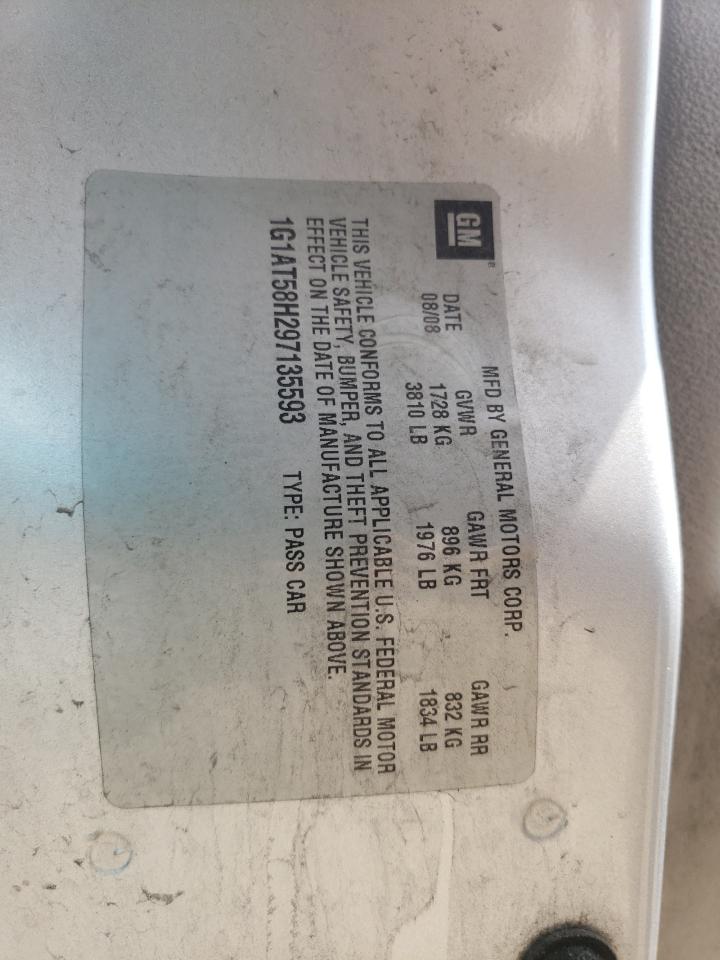 GM
MFD BY GENERAL MOTORS CORP.
DATE GVWR GAWR FRT GAWR RR
08/08 1728 KG 896 KG 832 KG
3810 LB 1976 LB 1834 LB
THIS VEHICLE CONFORMS TO ALL APPLICABLE U.S. FEDERAL MOTOR
VEHICLE SAFETY, BUMPER, AND THEFT PREVENTION STANDARDS IN
EFFECT ON THE DATE OF MANUFACTURE SHOWN ABOVE.
1G1AT58H297135593 TYPE: PASS CAR